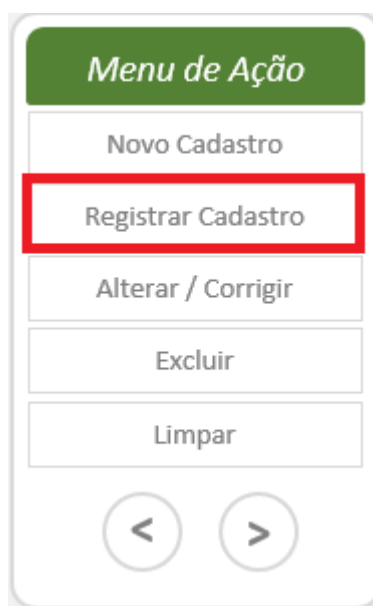 Menu de Ação
Novo Cadastro
Registrar Cadastro
Alterar / Corrigir
Excluir
Limpar
< >